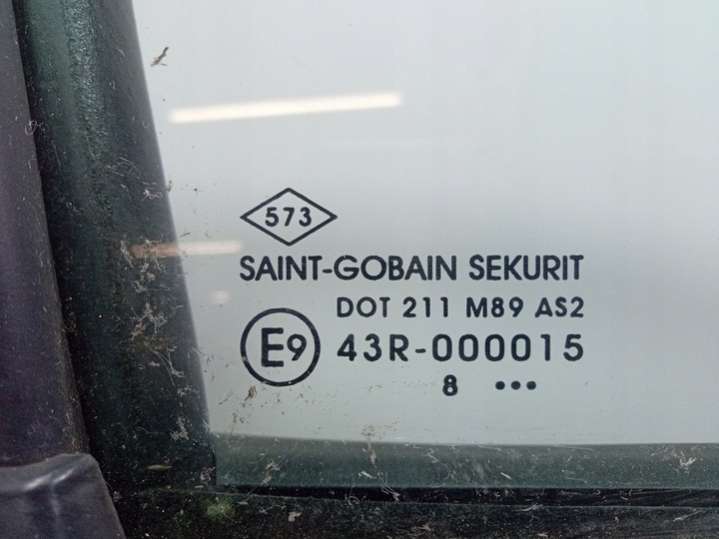 573
SAINT-GOBAIN SEKURIT
DOT 211 M89 AS2
E9 43R-000015
8 •••